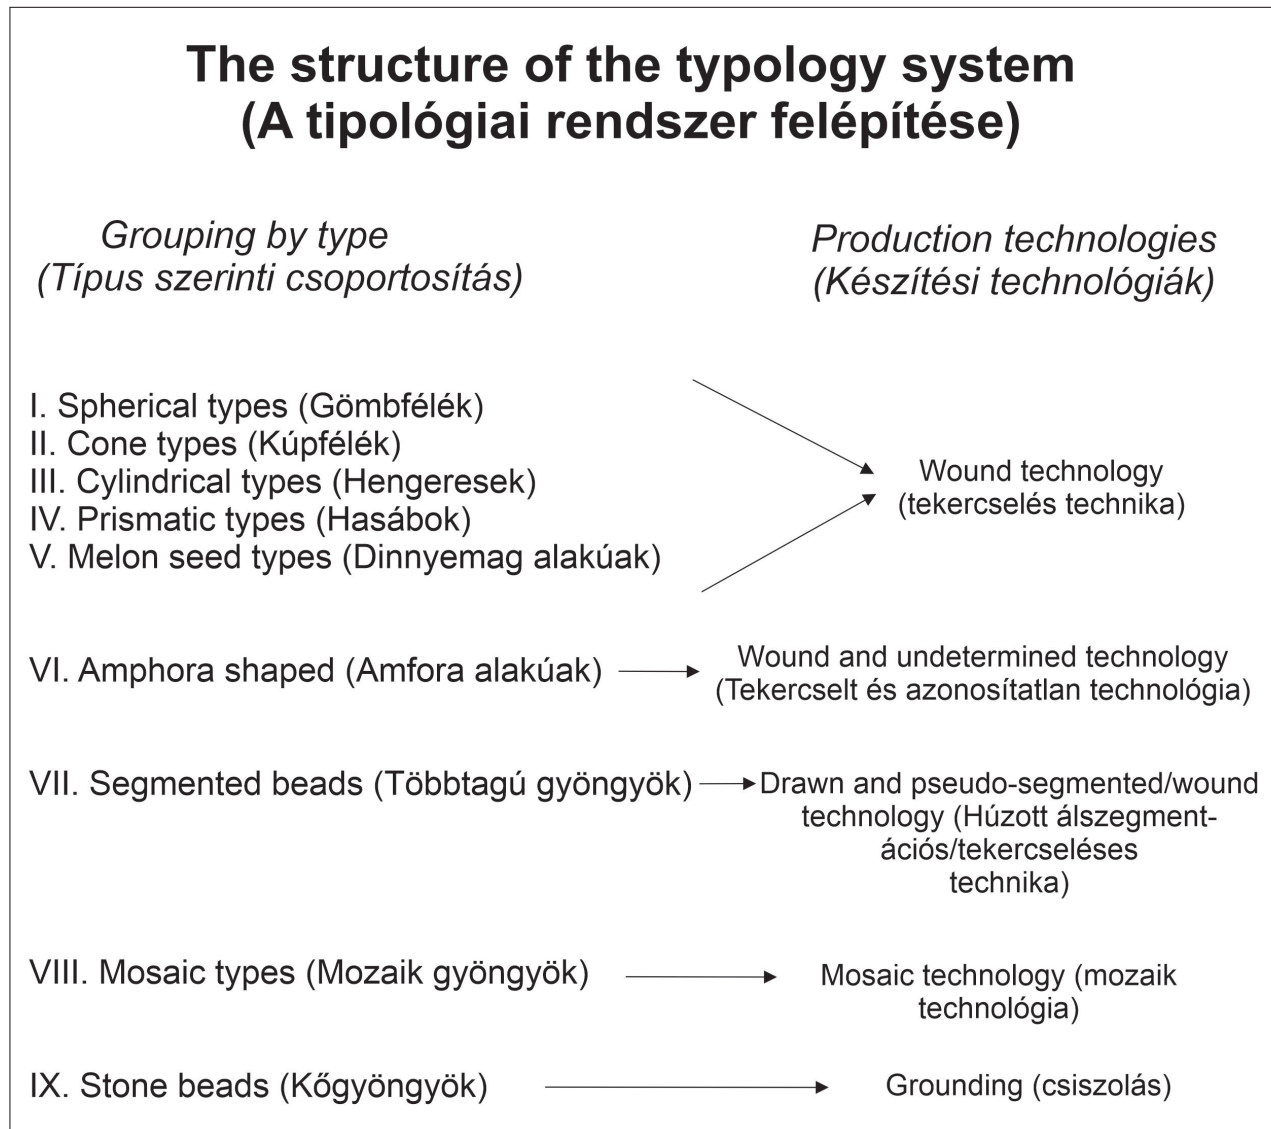 The structure of the typology system
(A tipológiai rendszer felépítése)
Grouping by type
(Típus szerinti csoportosítás)
Production technologies
(Készítési technológiák)
I. Spherical types (Gömbfélék)
II. Cone types (Kúpfélék)
III. Cylindrical types (Hengeresek)
IV. Prismatic types (Hasábok)
V. Melon seed types (Dinnyemag alakúak)
Wound technology
(tekercselés technika)
VI. Amphora shaped (Amfora alakúak)
Wound and undetermined technology
(Tekercselt és azonosítatlan technológia)
VII. Segmented beads (Többtagú gyöngyök)
Drawn and pseudo-segmented/wound
technology (Húzott álszegment-
ációs/tekercseléses
technika)
VIII. Mosaic types (Mozaik gyöngyök)
Mosaic technology (mozaik
technológia)
IX. Stone beads (Kőgyöngyök)
Grounding (csiszolás)